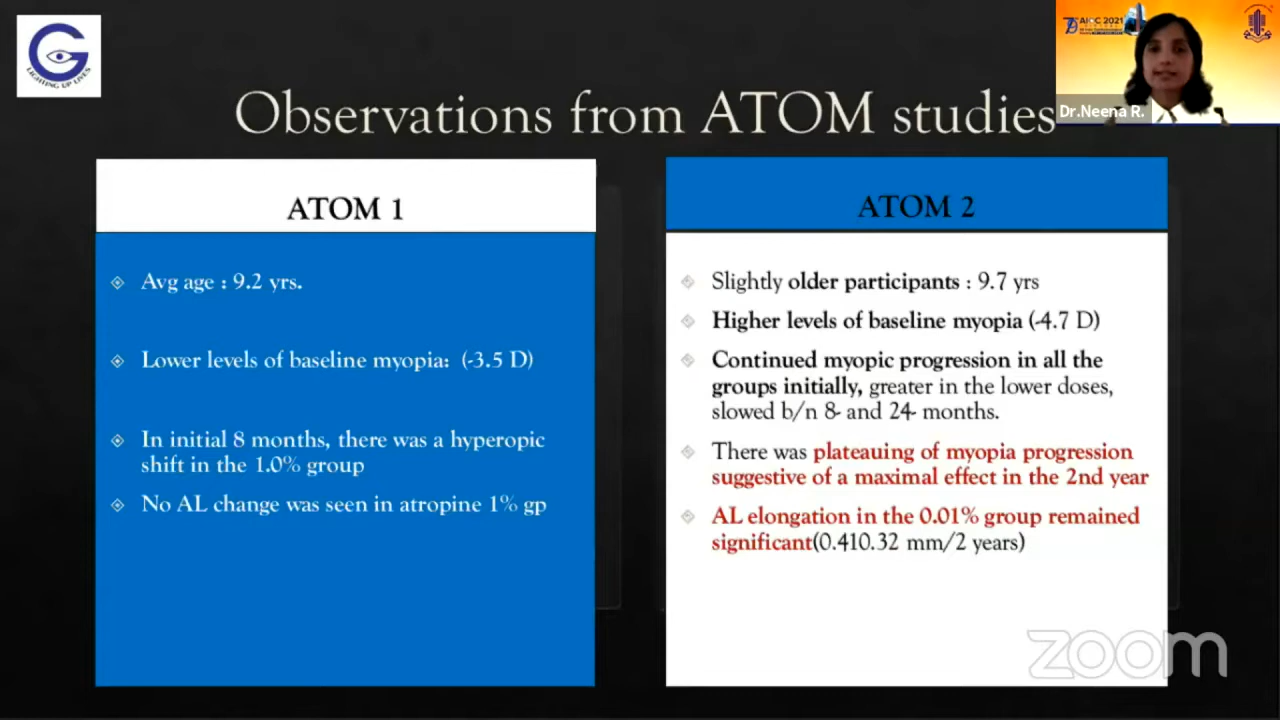 LIGHTING UP LIVES
AIOC 2021
Dr.Neena R.
Observations from ATOM studies
ATOM 1
Avg age : 9.2 yrs.
Lower levels of baseline myopia: (-3.5 D)
In initial 8 months, there was a hyperopic
shift in the 1.0% group
No AL change was seen in atropine 1% gp
ATOM 2
Slightly older participants : 9.7 yrs
Higher levels of baseline myopia (-4.7 D)
Continued myopic progression in all the
groups initially, greater in the lower doses,
slowed b/n 8- and 24- months.
There was plateauing of myopia progression
suggestive of a maximal effect in the 2nd year
AL elongation in the 0.01% group remained
significant(0.410.32 mm/2 years)
zoom